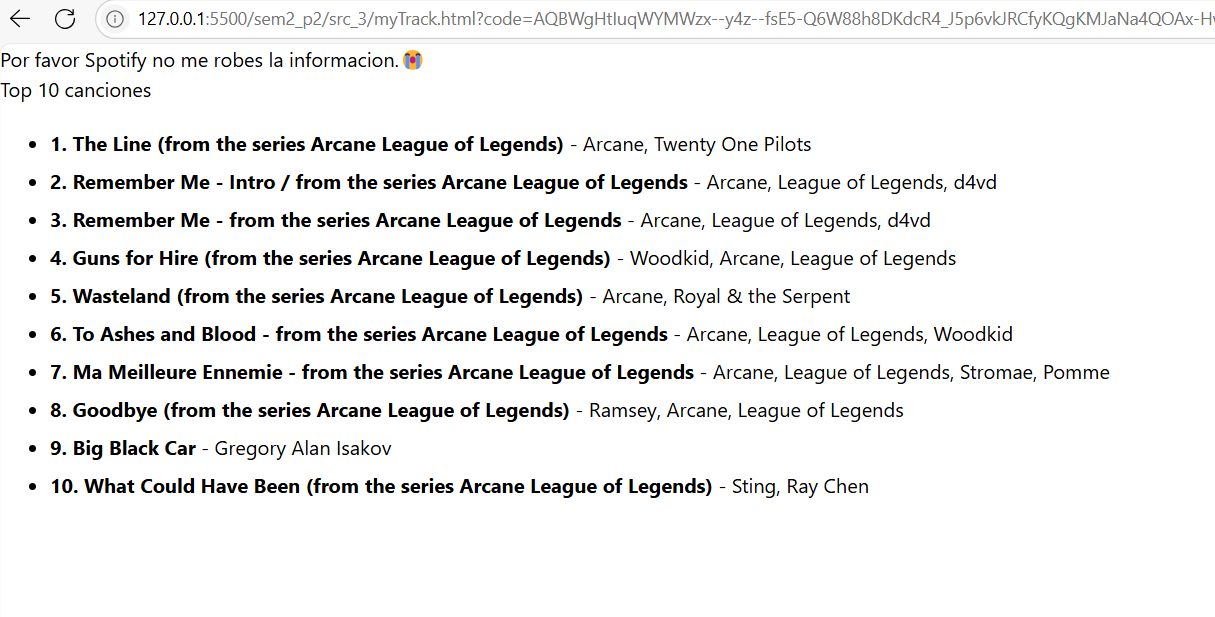 127.0.0.1:5500/sem2_p2/src_3/myTrack.html?code=AQBWgHtIuqWYMWzx--y4z--fsE5-Q6W88h8DKdcR4_J5p6vkJRCfyKQgKMJaNa4QOAx-H
Por favor Spotify no me robes la informacion.😭
Top 10 canciones
• 1. The Line (from the series Arcane League of Legends) - Arcane, Twenty One Pilots
• 2. Remember Me - Intro / from the series Arcane League of Legends - Arcane, League of Legends, d4vd
• 3. Remember Me - from the series Arcane League of Legends - Arcane, League of Legends, d4vd
• 4. Guns for Hire (from the series Arcane League of Legends) - Woodkid, Arcane, League of Legends
• 5. Wasteland (from the series Arcane League of Legends) - Arcane, Royal & the Serpent
• 6. To Ashes and Blood - from the series Arcane League of Legends - Arcane, League of Legends, Woodkid
• 7. Ma Meilleure Ennemie - from the series Arcane League of Legends - Arcane, League of Legends, Stromae, Pomme
• 8. Goodbye (from the series Arcane League of Legends) - Ramsey, Arcane, League of Legends
• 9. Big Black Car - Gregory Alan Isakov
• 10. What Could Have Been (from the series Arcane League of Legends) - Sting, Ray Chen